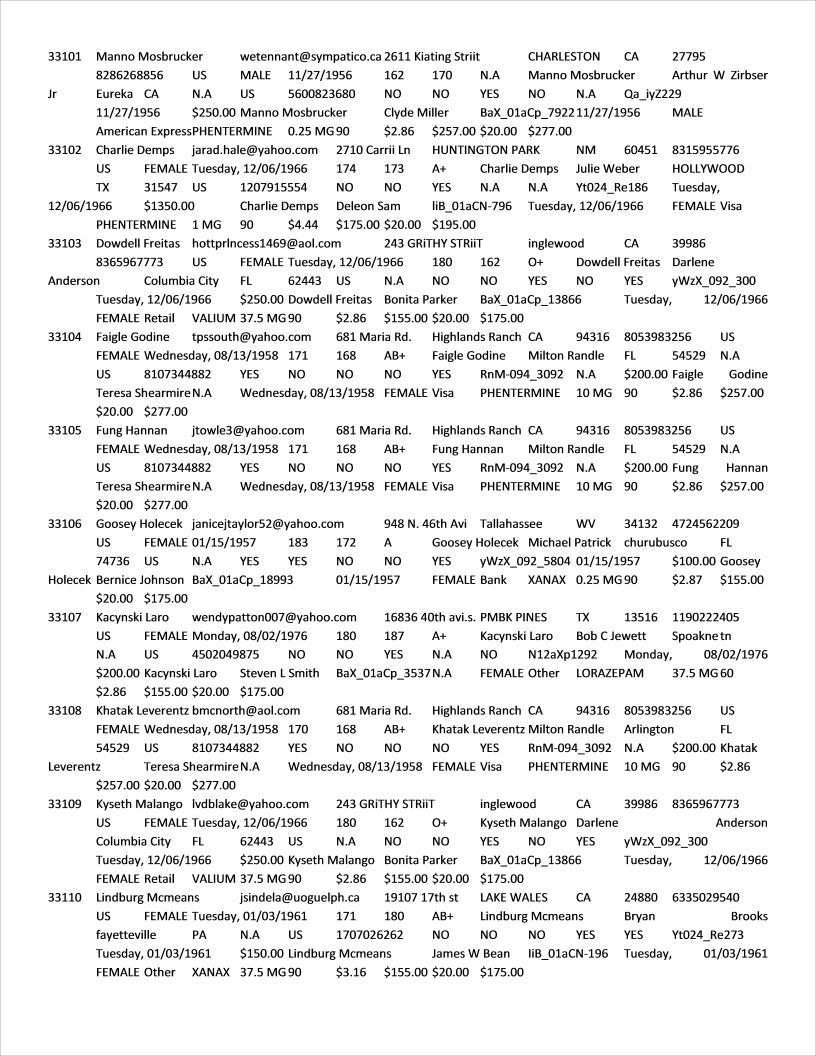 33101 Manno Mosbrucker wetennant@sympatico.ca 2611 Kiating Striit CHARLESTON CA 27795
8286268856 US MALE 11/27/1956 162 170 N.A Manno Mosbrucker Arthur W Zirbser
Jr Eureka CA N.A US 5600823680 NO NO YES NO N.A Qa_iyZ229
11/27/1956 $250.00 Manno Mosbrucker Clyde Miller BaX_01aCp_7922 11/27/1956 MALE
American Express PHENTERMINE 0.25 MG 90 $2.86 $257.00 $20.00 $277.00
33102 Charlie Demps jarad.hale@yahoo.com 2710 Carrii Ln HUNTINGTON PARK NM 60451 8315955776
US FEMALE Tuesday, 12/06/1966 174 173 A+ Charlie Demps Julie Weber HOLLYWOOD
TX 31547 US 1207915554 NO NO YES N.A N.A Yt024_Re186 Tuesday,
12/06/1966 $1350.00 Charlie Demps Deleon Sam liB_01aCN-796 Tuesday, 12/06/1966 FEMALE Visa
PHENTERMINE 1 MG 90 $4.44 $175.00 $20.00 $195.00
33103 Dowdell Freitas hottprlncess1469@aol.com 243 GRiTHY STRiiT inglewood CA 39986
8365967773 US FEMALE Tuesday, 12/06/1966 180 162 O+ Dowdell Freitas Darlene
Anderson Columbia City FL 62443 US N.A NO NO YES NO YES yWzX_092_300
Tuesday, 12/06/1966 $250.00 Dowdell Freitas Bonita Parker BaX_01aCp_13866 Tuesday, 12/06/1966
FEMALE Retail VALIUM 37.5 MG 90 $2.86 $155.00 $20.00 $175.00
33104 Faigle Godine tpssouth@yahoo.com 681 Maria Rd. Highlands Ranch CA 94316 8053983256 US
FEMALE Wednesday, 08/13/1958 171 168 AB+ Faigle Godine Milton Randle FL 54529 N.A
US 8107344882 YES NO NO NO YES RnM-094_3092 N.A $200.00 Faigle Godine
Teresa Shearmire N.A Wednesday, 08/13/1958 FEMALE Visa PHENTERMINE 10 MG 90 $2.86 $257.00
$20.00 $277.00
33105 Fung Hannan jtowle3@yahoo.com 681 Maria Rd. Highlands Ranch CA 94316 8053983256 US
FEMALE Wednesday, 08/13/1958 171 168 AB+ Fung Hannan Milton Randle FL 54529 N.A
US 8107344882 YES NO NO NO YES RnM-094_3092 N.A $200.00 Fung Hannan
Teresa Shearmire N.A Wednesday, 08/13/1958 FEMALE Visa PHENTERMINE 10 MG 90 $2.86 $257.00
$20.00 $277.00
33106 Goosey Holecek janicejtaylor52@yahoo.com 948 N. 46th Avi Tallahassee WV 34132 4724562209
US FEMALE 01/15/1957 183 172 A Goosey Holecek Michael Patrick churubusco FL
74736 US N.A YES YES NO NO YES yWzX_092_5804 01/15/1957 $100.00 Goosey
Holecek Bernice Johnson BaX_01aCp_18993 01/15/1957 FEMALE Bank XANAX 0.25 MG 90 $2.87 $155.00
$20.00 $175.00
33107 Kacynski Laro wendypatton007@yahoo.com 16836 40th avi.s. PMBK PINES TX 13516 1190222405
US FEMALE Monday, 08/02/1976 180 187 A+ Kacynski Laro Bob C Jewett Spoakne tn
N.A US 4502049875 NO NO YES N.A NO N12aXp1292 Monday, 08/02/1976
$200.00 Kacynski Laro Steven L Smith BaX_01aCp_3537 N.A FEMALE Other LORAZEPAM 37.5 MG 60
$2.86 $155.00 $20.00 $175.00
33108 Khatak Leverentz bmcnorth@aol.com 681 Maria Rd. Highlands Ranch CA 94316 8053983256 US
FEMALE Wednesday, 08/13/1958 170 168 AB+ Khatak Leverentz Milton Randle Arlington FL
54529 US 8107344882 YES NO NO NO YES RnM-094_3092 N.A $200.00 Khatak
Leverentz Teresa Shearmire N.A Wednesday, 08/13/1958 FEMALE Visa PHENTERMINE 10 MG 90 $2.86
$257.00 $20.00 $277.00
33109 Kyseth Malango lvdblake@yahoo.com 243 GRiTHY STRiiT inglewood CA 39986 8365967773
US FEMALE Tuesday, 12/06/1966 180 162 O+ Kyseth Malango Darlene Anderson
Columbia City FL 62443 US N.A NO NO YES NO YES yWzX_092_300
Tuesday, 12/06/1966 $250.00 Kyseth Malango Bonita Parker BaX_01aCp_13866 Tuesday, 12/06/1966
FEMALE Retail VALIUM 37.5 MG 90 $2.86 $155.00 $20.00 $175.00
33110 Lindburg Mcmeans jsindela@uoguelph.ca 19107 17th st LAKE WALES CA 24880 6335029540
US FEMALE Tuesday, 01/03/1961 171 180 AB+ Lindburg Mcmeans Bryan Brooks
fayetteville PA N.A US 1707026262 NO NO NO YES YES Yt024_Re273
Tuesday, 01/03/1961 $150.00 Lindburg Mcmeans James W Bean liB_01aCN-196 Tuesday, 01/03/1961
FEMALE Other XANAX 37.5 MG 90 $3.16 $155.00 $20.00 $175.00